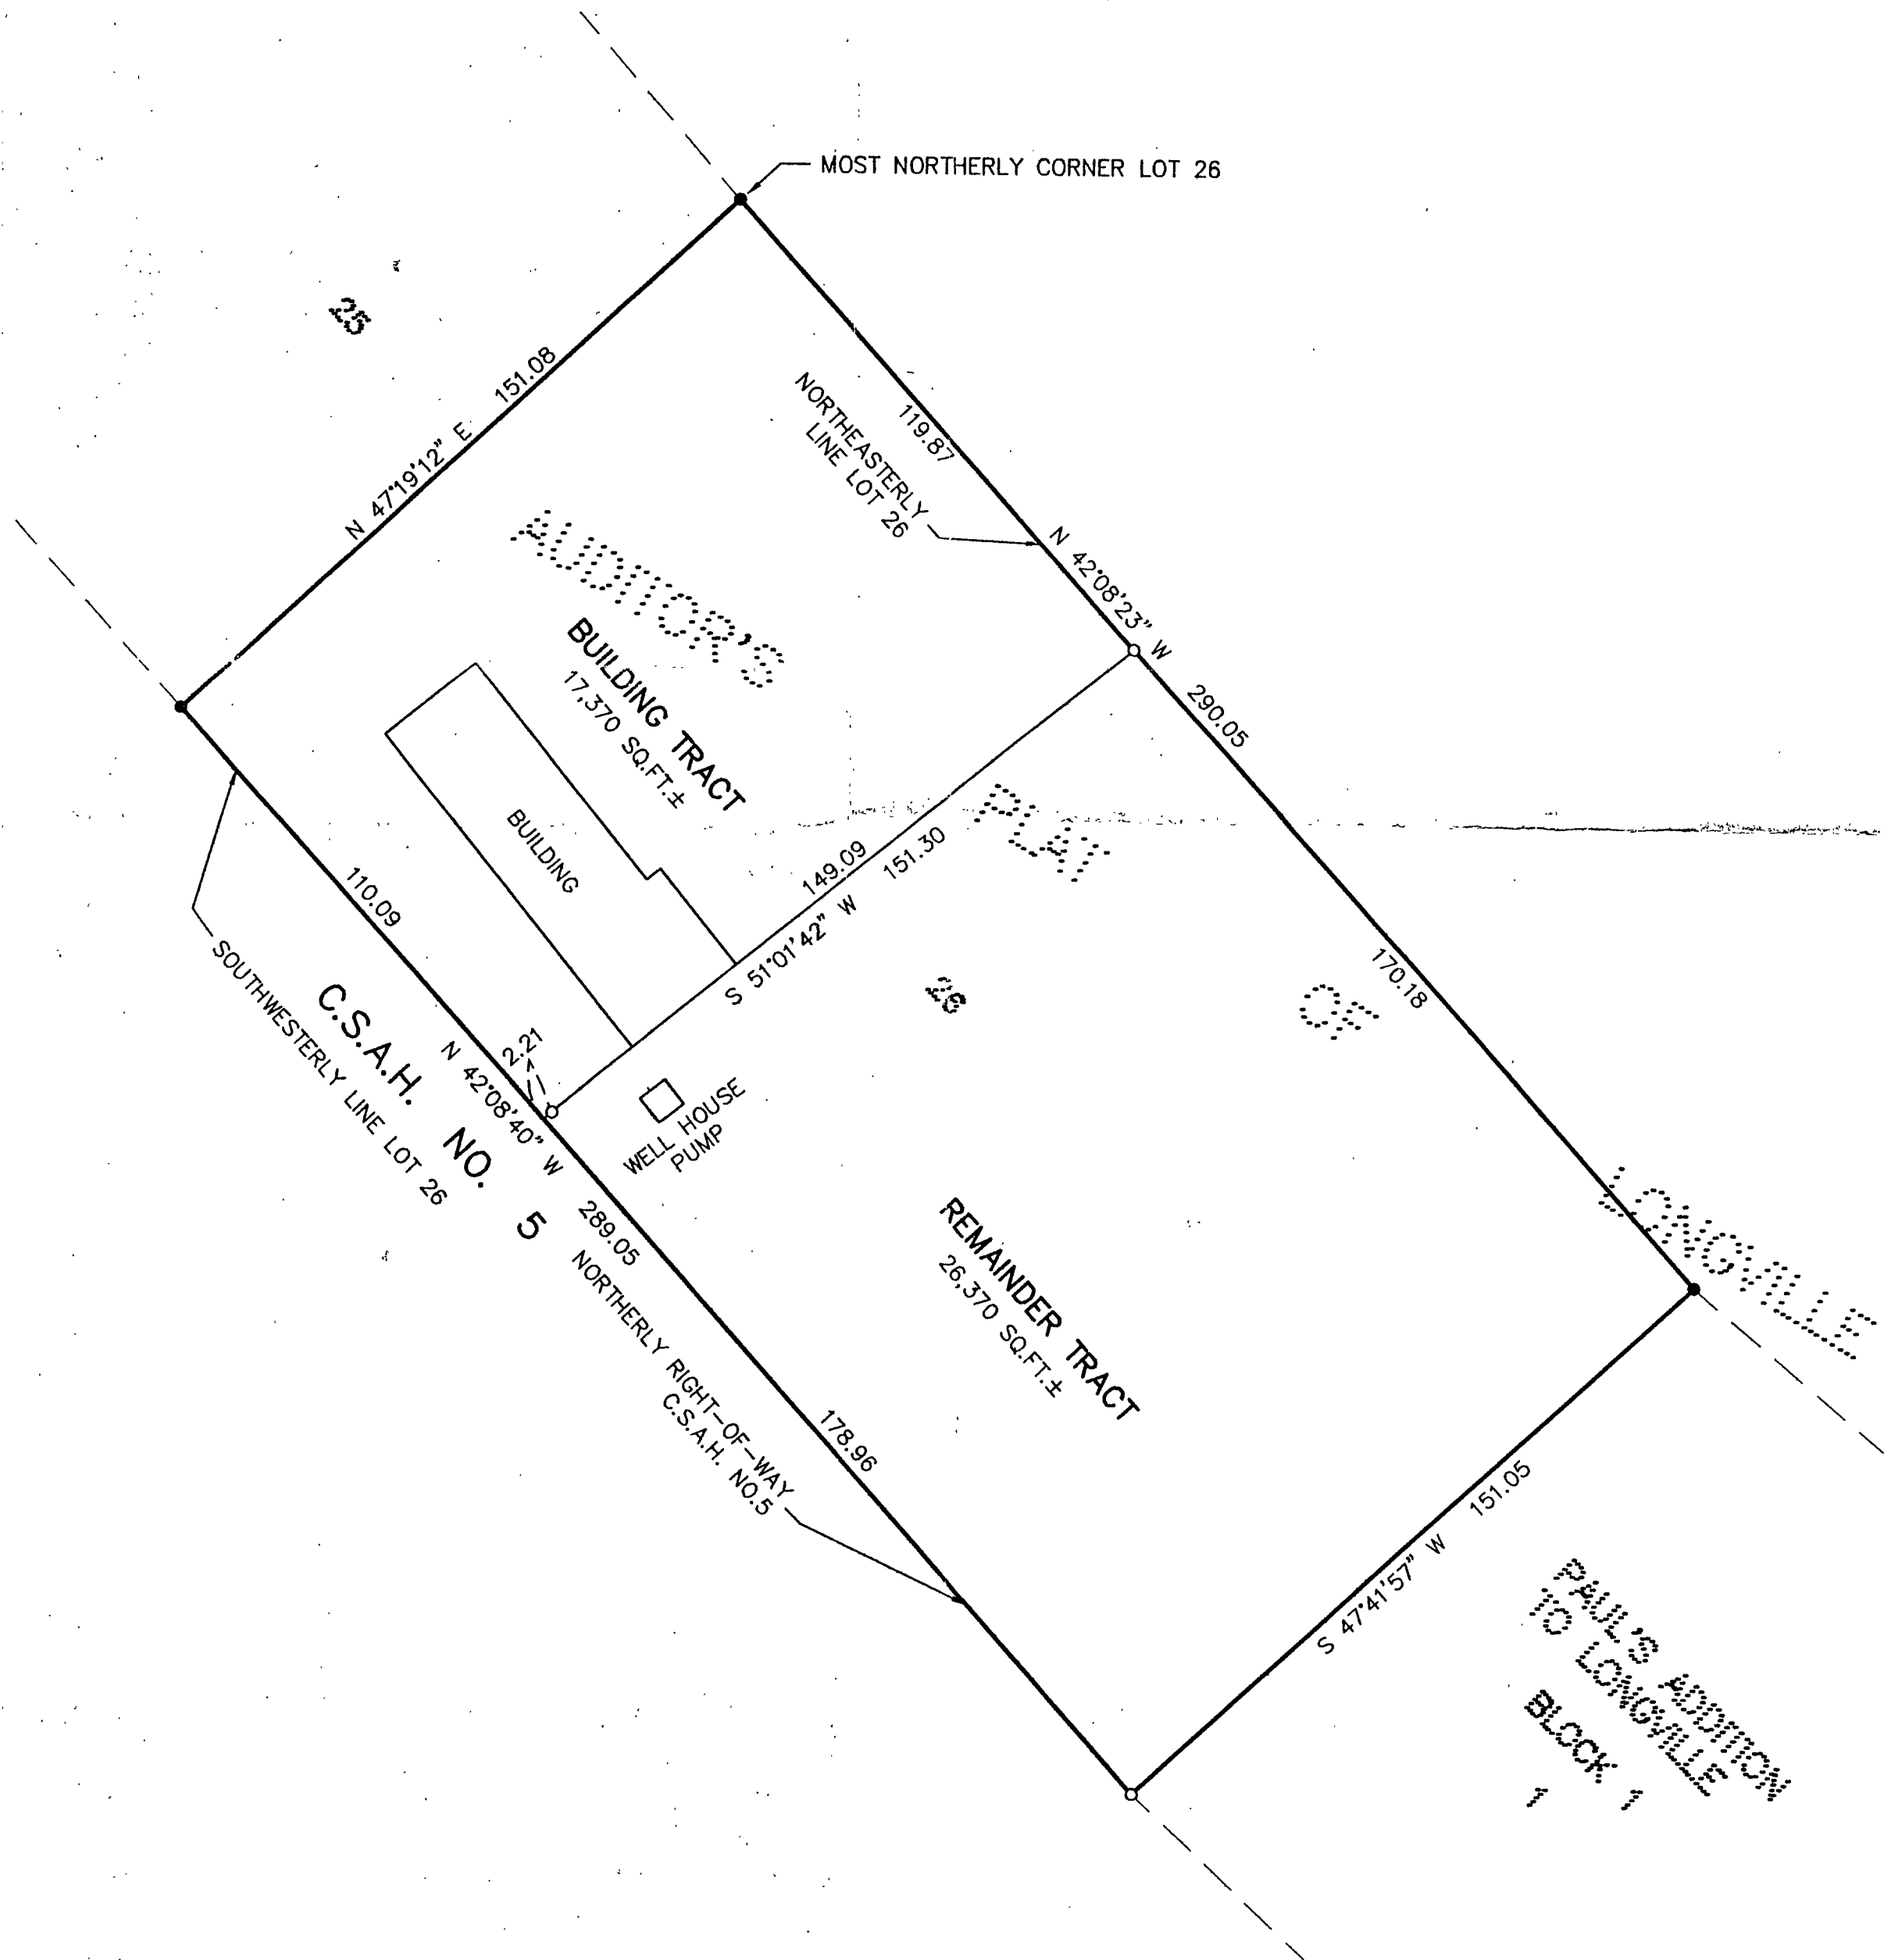 MOST NORTHERLY CORNER LOT 26
25
N 47°19'12" E 151.08
119.87
NORTHEASTERLY
LINE LOT 26
N 42°08'23" W
290.05
170.18
AUDITOR'S
BUILDING TRACT
17,370 SQ.FT.±
BUILDING
PLAT
149.09
S 51°01'42" W 151.30
26
OF
110.09
SOUTHWESTERLY LINE LOT 26
C.S.A.H. NO. 5
2.21
N 42°08'40" W 289.05
WELL HOUSE
PUMP
LONGVILLE
REMAINDER TRACT
26,370 SQ.FT.±
NORTHERLY RIGHT-OF-WAY
C.S.A.H. NO.5
178.96
S 47°41'57" W 151.05
PAUL'S ADDITION
TO LONGVILLE
BLOCK 1
1 1